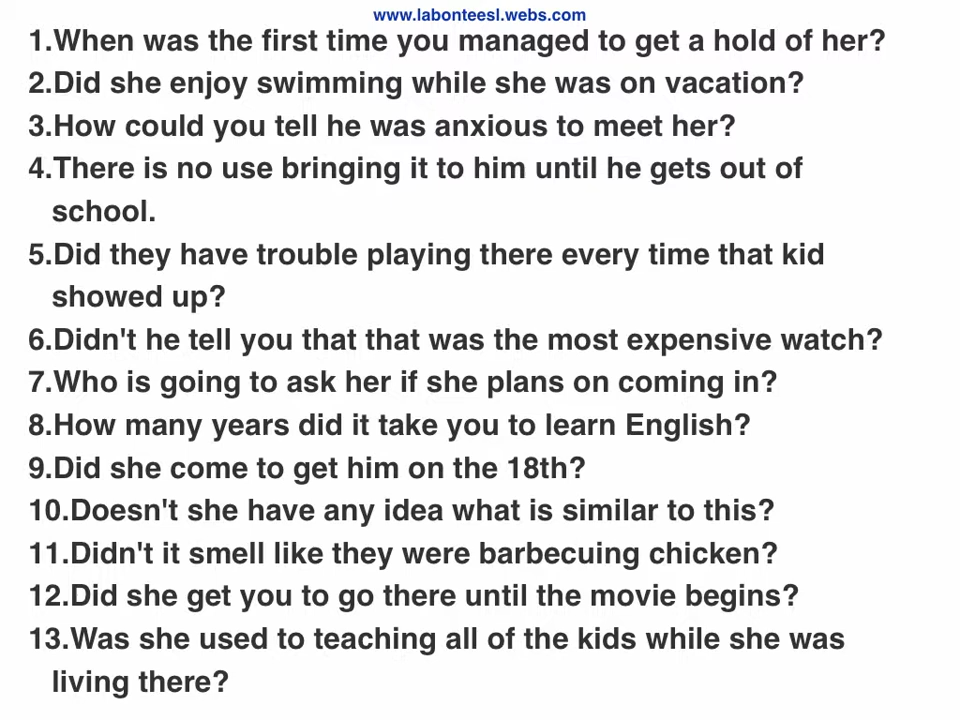 www.labonteesl.webs.com
1.When was the first time you managed to get a hold of her?
2.Did she enjoy swimming while she was on vacation?
3.How could you tell he was anxious to meet her?
4.There is no use bringing it to him until he gets out of
school.
5.Did they have trouble playing there every time that kid
showed up?
6.Didn't he tell you that that was the most expensive watch?
7.Who is going to ask her if she plans on coming in?
8.How many years did it take you to learn English?
9.Did she come to get him on the 18th?
10.Doesn't she have any idea what is similar to this?
11.Didn't it smell like they were barbecuing chicken?
12.Did she get you to go there until the movie begins?
13.Was she used to teaching all of the kids while she was
living there?